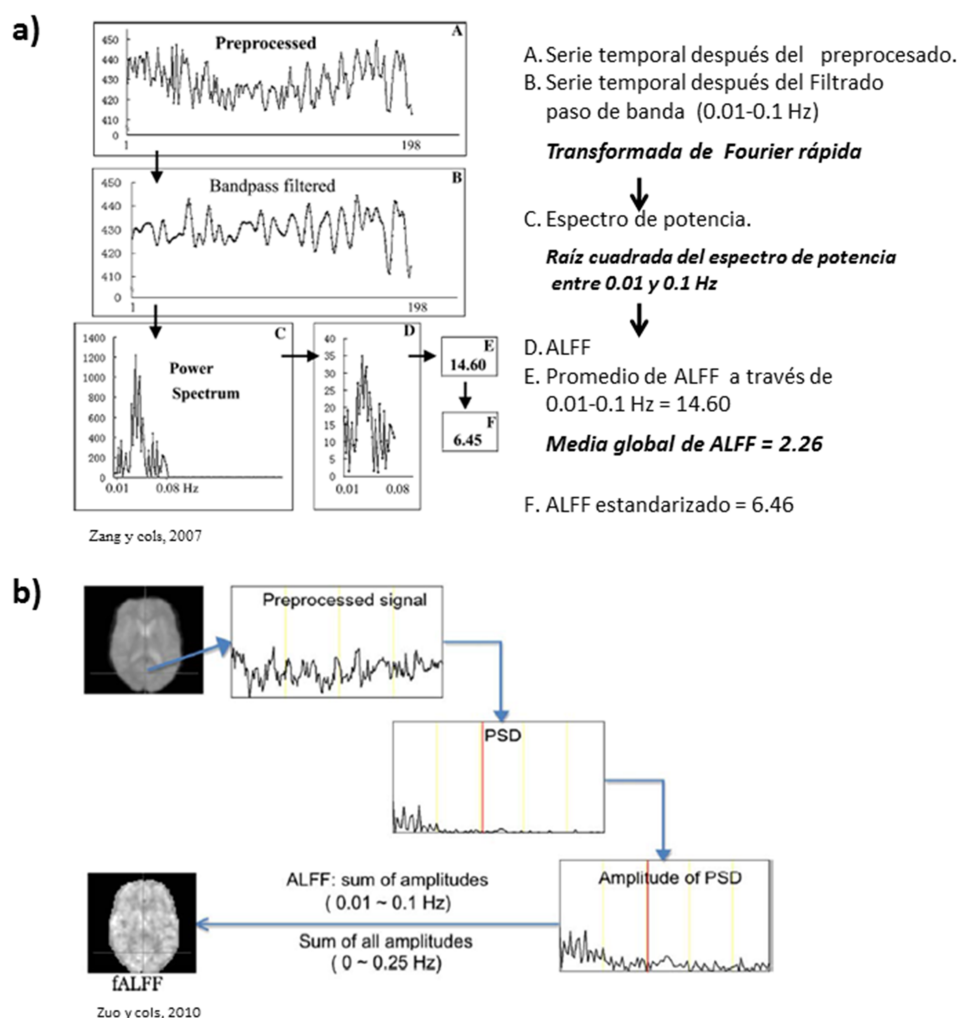 a)
A
Preprocessed
450
440
430
420
410
0
1
198
B
Bandpass filtered
450
440
430
420
410
0
1
198
C
Power
Spectrum
1400
1200
1000
800
600
400
200
0
0.01
0.08 Hz
D
40
35
30
25
20
15
10
5
0
0.01
0.08
E
14.60
F
6.45
Zang y cols, 2007
A. Serie temporal después del preprocesado.
B. Serie temporal después del Filtrado
paso de banda (0.01-0.1 Hz)
Transformada de Fourier rápida
C. Espectro de potencia.
Raíz cuadrada del espectro de potencia
entre 0.01 y 0.1 Hz
D. ALFF
E. Promedio de ALFF a través de
0.01-0.1 Hz = 14.60
Media global de ALFF = 2.26
F. ALFF estandarizado = 6.46
b)
Preprocessed signal
PSD
Amplitude of PSD
ALFF: sum of amplitudes
( 0.01 ~ 0.1 Hz)
Sum of all amplitudes
( 0 ~ 0.25 Hz)
fALFF
Zuo y cols, 2010